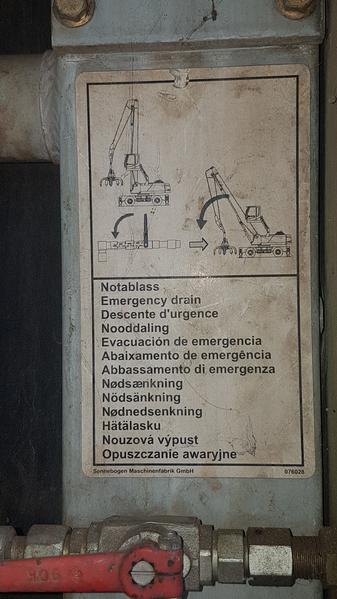 Notablass
Emergency drain
Descente d'urgence
Nooddaling
Evacuación de emergencia
Abaixamento de emergência
Abbassamento di emergenza
Nødsænkning
Nödsänkning
Nødnedsenkning
Hätälasku
Nouzová výpust
Opuszczanie awaryjne
Sennebogen Maschinenfabrik GmbH 076028